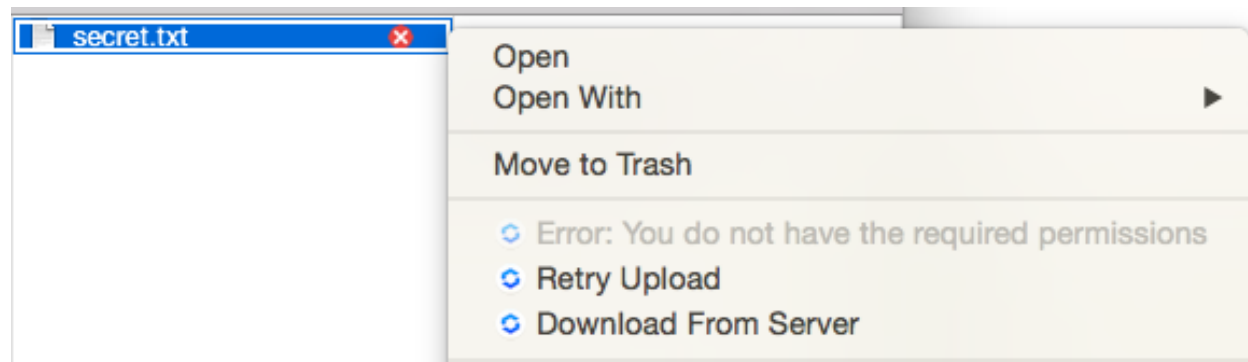 secret.txt
Open
Open With
Move to Trash
Error: You do not have the required permissions
Retry Upload
Download From Server